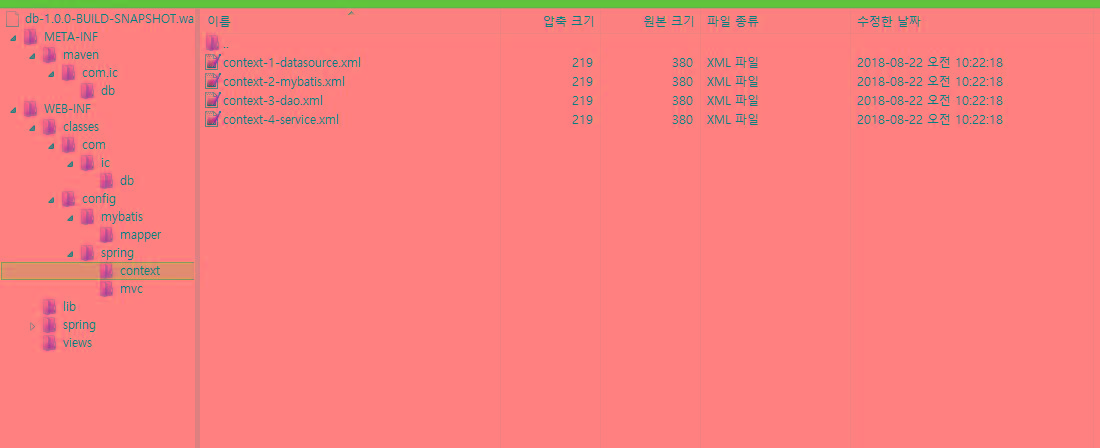 db-1.0.0-BUILD-SNAPSHOT.wa
META-INF
maven
com.ic
db
WEB-INF
classes
com
ic
db
config
mybatis
mapper
spring
context
mvc
lib
spring
views
이름 압축 크기 원본 크기 파일 종류 수정한 날짜
..
context-1-datasource.xml 219 380 XML 파일 2018-08-22 오전 10:22:18
context-2-mybatis.xml 219 380 XML 파일 2018-08-22 오전 10:22:18
context-3-dao.xml 219 380 XML 파일 2018-08-22 오전 10:22:18
context-4-service.xml 219 380 XML 파일 2018-08-22 오전 10:22:18